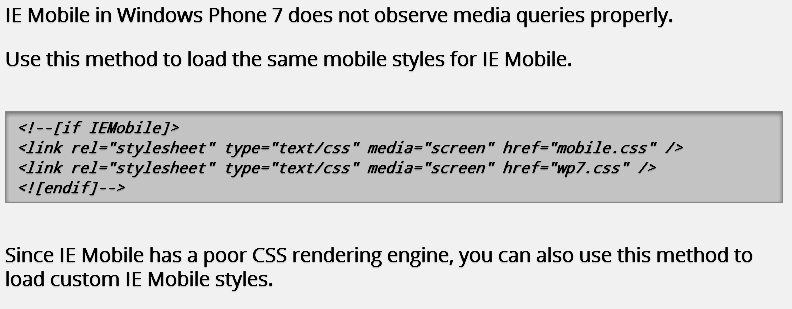 IE Mobile in Windows Phone 7 does not observe media queries properly.
Use this method to load the same mobile styles for IE Mobile.
<!--[if IEMobile]>
<link rel="stylesheet" type="text/css" media="screen" href="mobile.css" />
<link rel="stylesheet" type="text/css" media="screen" href="wp7.css" />
<![endif]-->
Since IE Mobile has a poor CSS rendering engine, you can also use this method to
load custom IE Mobile styles.